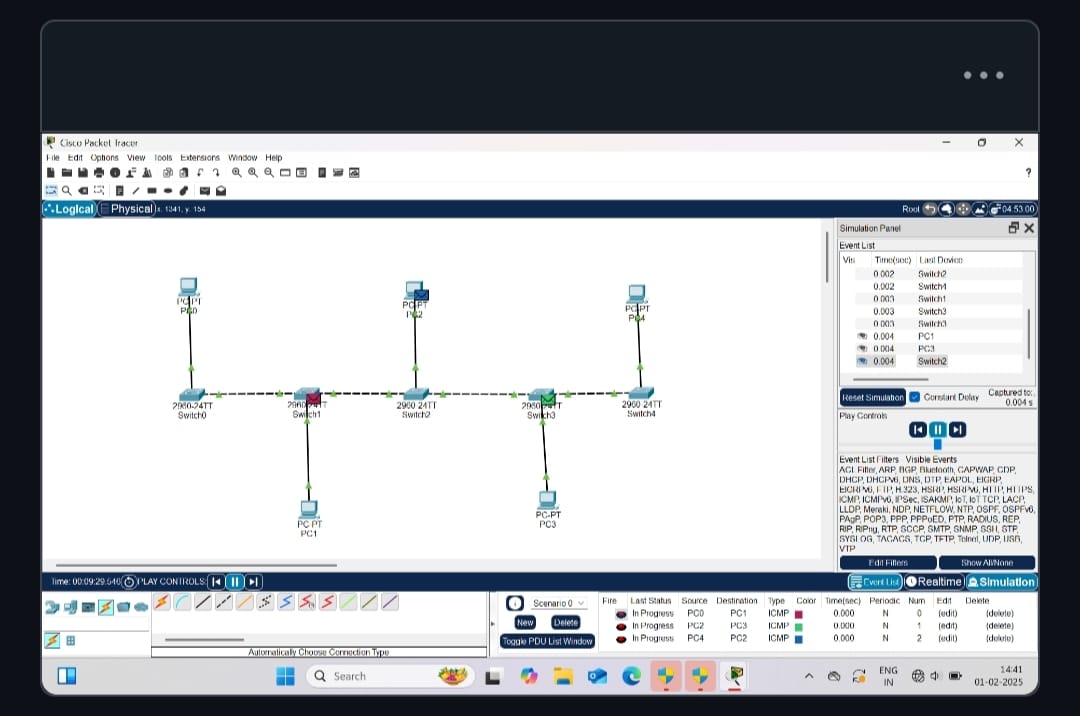 Cisco Packet Tracer
File Edit Options View Tools Extensions Window Help
?
Logical Physical x: 1341, y: 154
Root 04:53:00
Simulation Panel
Event List
Vis. Time(sec) Last Device
0.002 Switch2
0.002 Switch4
0.003 Switch1
0.003 Switch3
0.003 Switch3
0.004 PC1
0.004 PC3
0.004 Switch2
Reset Simulation Constant Delay Captured to:
0.004 s
Play Controls
Event List Filters - Visible Events
ACL Filter, ARP, BGP, Bluetooth, CAPWAP, CDP,
DHCP, DHCPv6, DNS, DTP, EAPOL, EIGRP,
EIGRPv6, FTP, H.323, HSRP, HSRPv6, HTTP, HTTPS,
ICMP, ICMPv6, IPSec, ISAKMP, IoT, IoT TCP, LACP,
LLDP, Meraki, NDP, NETFLOW, NTP, OSPF, OSPFv6,
PAgP, POP3, PPP, PPPoED, PTP, RADIUS, REP,
RIP, RIPng, RTP, SCCP, SMTP, SNMP, SSH, STP,
SYSLOG, TACACS, TCP, TFTP, Telnet, UDP, USB,
VTP
Edit Filters Show All/None
Event List Realtime Simulation
PC-PT
PC0
PC-PT
PC2
PC-PT
PC4
2960-24TT
Switch0
2960-24TT
Switch1
2960-24TT
Switch2
2960-24TT
Switch3
2960-24TT
Switch4
PC-PT
PC1
PC-PT
PC3
Time: 00:09:29.540 PLAY CONTROLS:
Scenario 0
New Delete
Toggle PDU List Window
Fire Last Status Source Destination Type Color Time(sec) Periodic Num Edit Delete
In Progress PC0 PC1 ICMP 0.000 N 0 (edit) (delete)
In Progress PC2 PC3 ICMP 0.000 N 1 (edit) (delete)
In Progress PC4 PC2 ICMP 0.000 N 2 (edit) (delete)
Automatically Choose Connection Type
Search
ENG
IN
14:41
01-02-2025